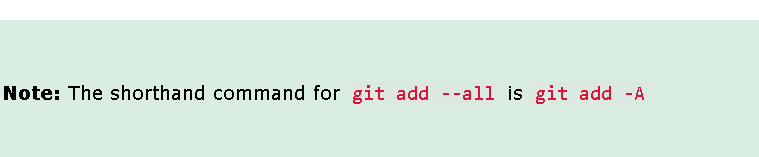 Note: The shorthand command for git add --all is git add -A